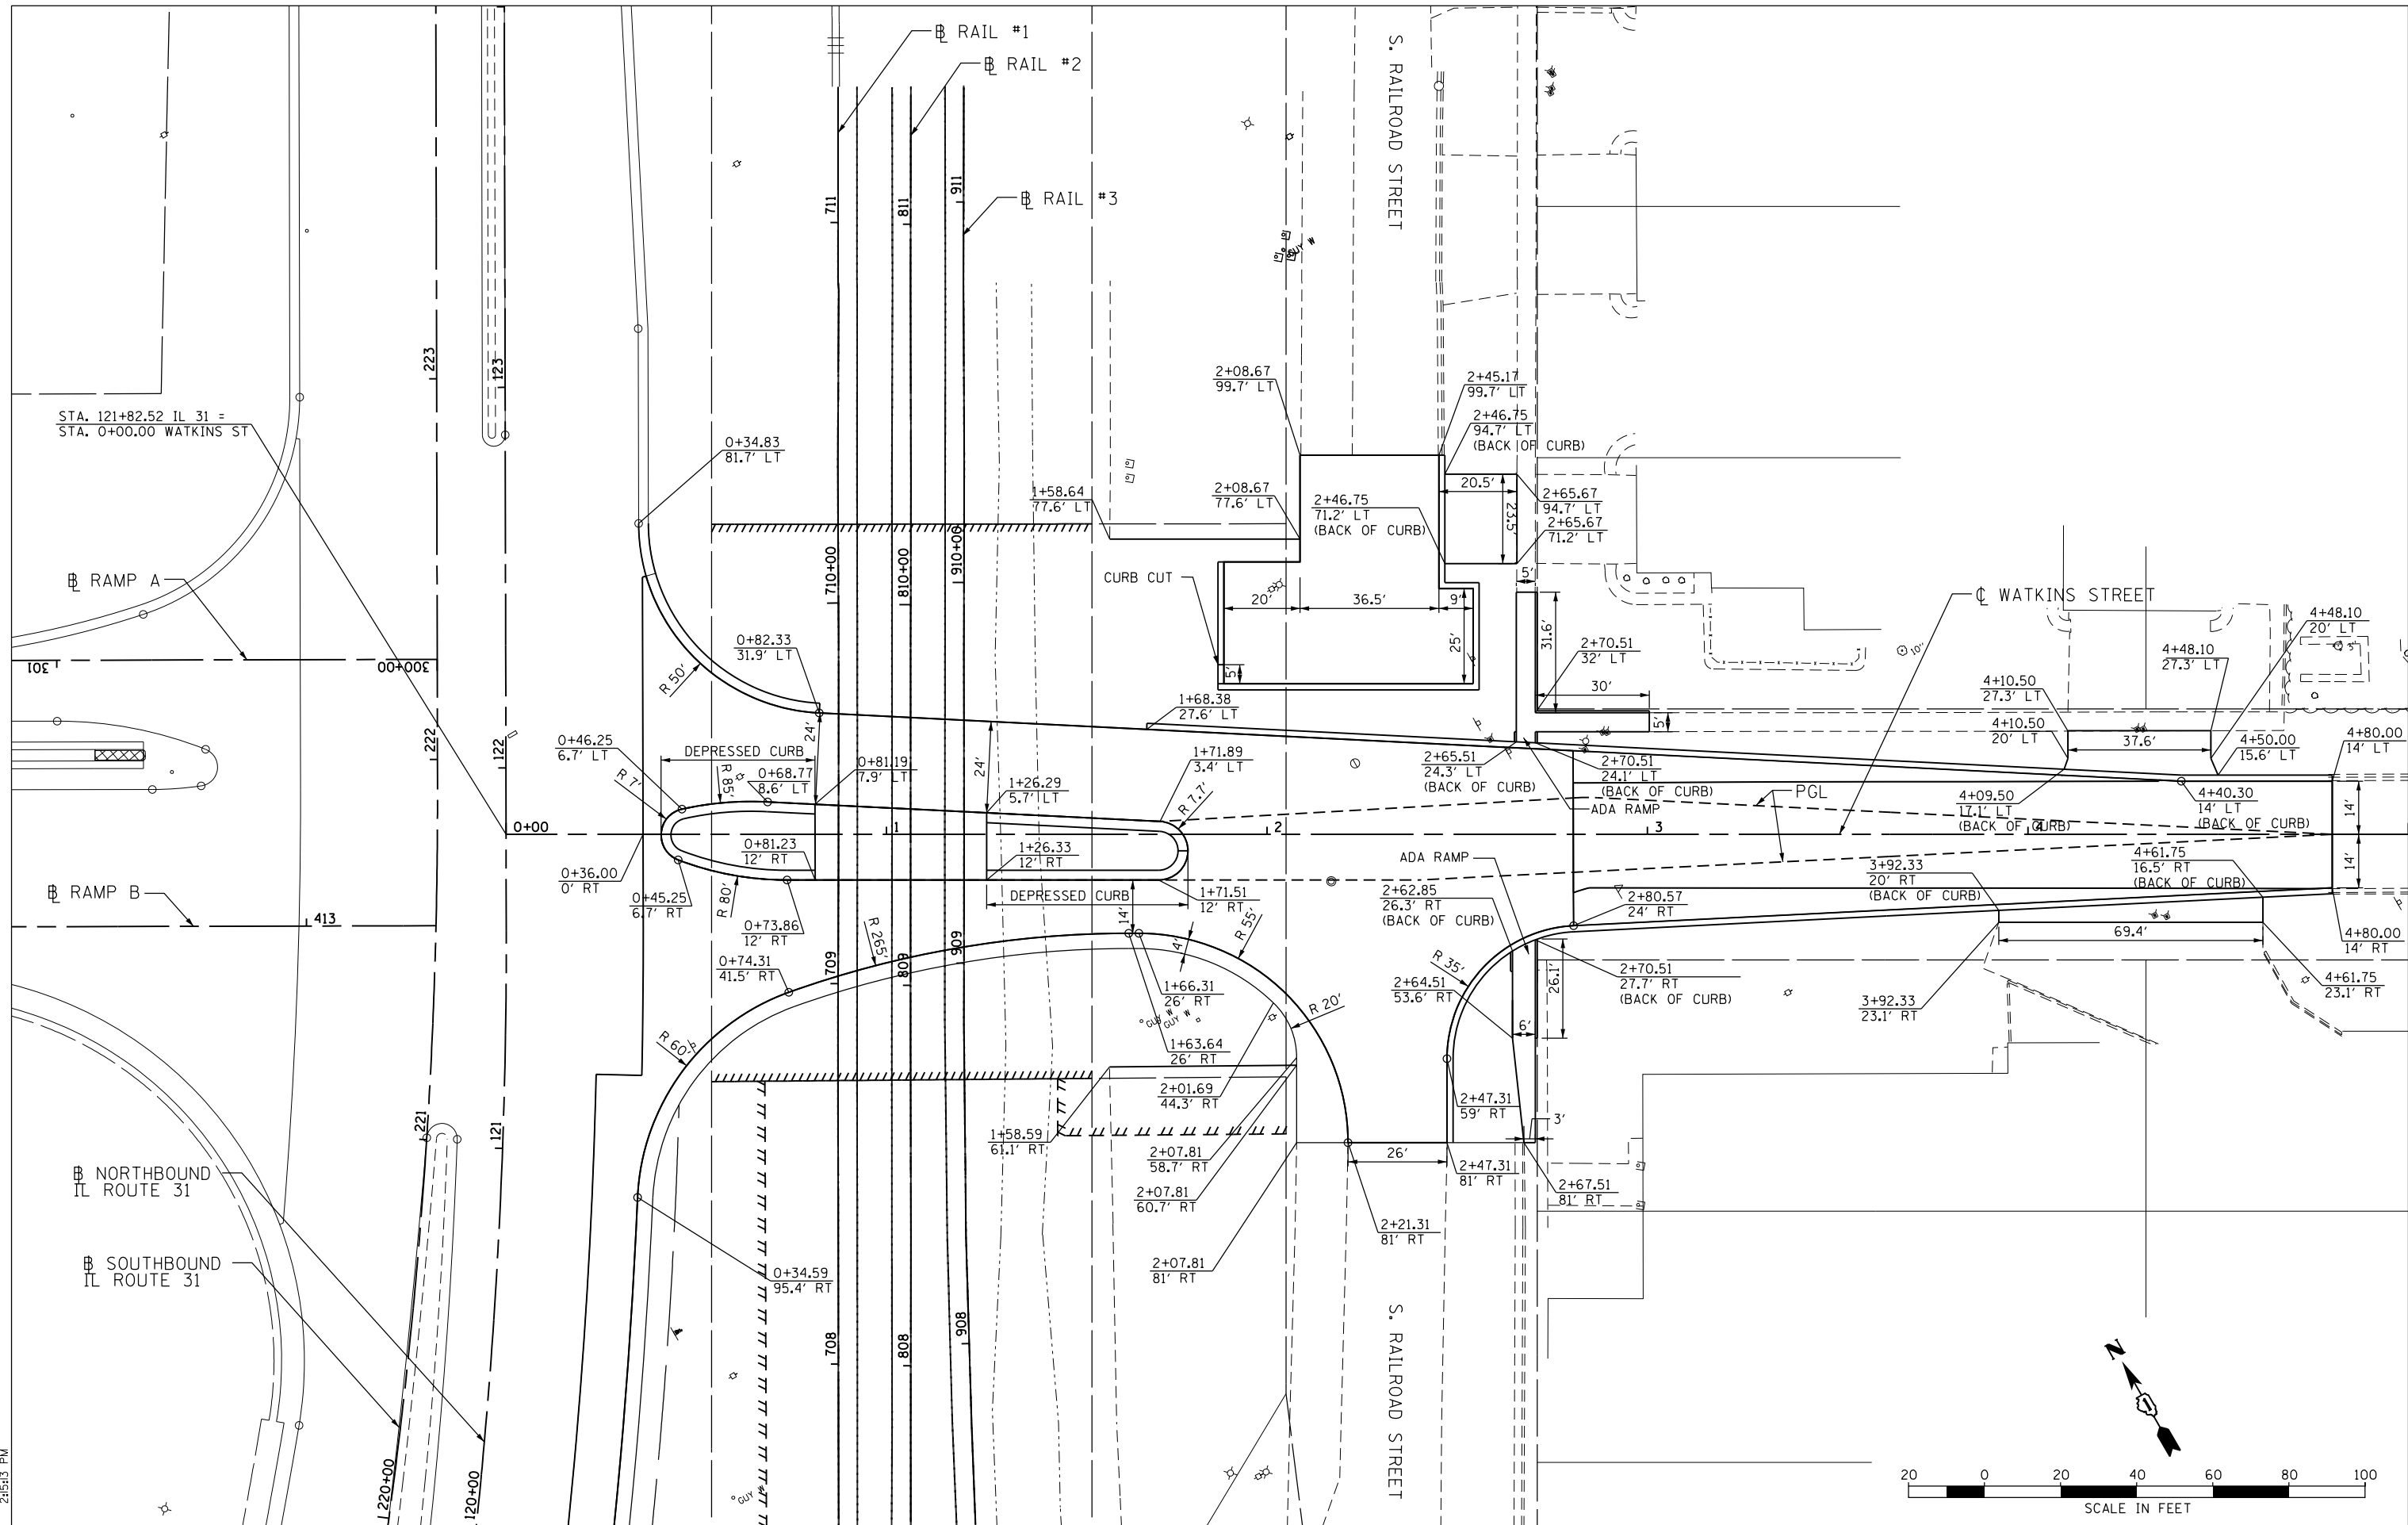 ℄ RAIL #1
℄ RAIL #2
℄ RAIL #3
S. RAILROAD STREET
711
811
911
223
123
STA. 121+82.52 IL 31 =
STA. 0+00.00 WATKINS ST
0+34.83
81.7' LT
2+08.67
99.7' LT
2+45.17
99.7' LT
2+46.75
94.7' LT
(BACK OF CURB)
1+58.64
77.6' LT
2+08.67
77.6' LT
2+46.75
71.2' LT
(BACK OF CURB)
20.5'
23.5'
2+65.67
94.7' LT
2+65.67
71.2' LT
710+00
810+00
910+00
℄ RAMP A
CURB CUT
20'
36.5'
9'
25'
5'
5'
31.6'
℄ WATKINS STREET
4+48.10
20' LT
4+48.10
27.3' LT
301
300+00
0+82.33
31.9' LT
R 50'
2+70.51
32' LT
30'
5'
10"
5"
4+10.50
27.3' LT
4+10.50
20' LT
37.6'
4+50.00
15.6' LT
4+80.00
14' LT
1+68.38
27.6' LT
222
122
0+46.25
6.7' LT
DEPRESSED CURB
24'
24'
R 7'
R 85'
0+68.77
8.6' LT
0+81.19
7.9' LT
1+26.29
5.7' LT
1+71.89
3.4' LT
R 7.7'
2+65.51
24.3' LT
(BACK OF CURB)
2+70.51
24.1' LT
(BACK OF CURB)
ADA RAMP
PGL
4+09.50
17.1' LT
(BACK OF CURB)
4+40.30
14' LT
(BACK OF CURB)
14'
14'
0+00
1
2
3
4
0+36.00
0' RT
0+81.23
12' RT
1+26.33
12' RT
0+45.25
6.7' RT
R 80'
0+73.86
12' RT
DEPRESSED CURB
14'
1+71.51
12' RT
ADA RAMP
2+62.85
26.3' RT
(BACK OF CURB)
2+80.57
24' RT
3+92.33
20' RT
(BACK OF CURB)
4+61.75
16.5' RT
(BACK OF CURB)
4+80.00
14' RT
℄ RAMP B
413
R 265'
4'
R 55'
709
809
909
0+74.31
41.5' RT
R 60'
1+66.31
26' RT
GUY W
GUY W
1+63.64
26' RT
R 20'
R 35'
2+64.51
53.6' RT
6'
26.1'
2+70.51
27.7' RT
(BACK OF CURB)
69.4'
3+92.33
23.1' RT
4+61.75
23.1' RT
2+01.69
44.3' RT
2+47.31
59' RT
3'
1+58.59
61.1' RT
2+07.81
58.7' RT
2+07.81
60.7' RT
26'
2+47.31
81' RT
2+67.51
81' RT
2+21.31
81' RT
2+07.81
81' RT
221
121
℄ NORTHBOUND
IL ROUTE 31
℄ SOUTHBOUND
IL ROUTE 31
0+34.59
95.4' RT
708
808
908
S. RAILROAD STREET
220+00
120+00
GUY W
GUY W
N
20 0 20 40 60 80 100
SCALE IN FEET
2:15:13 PM